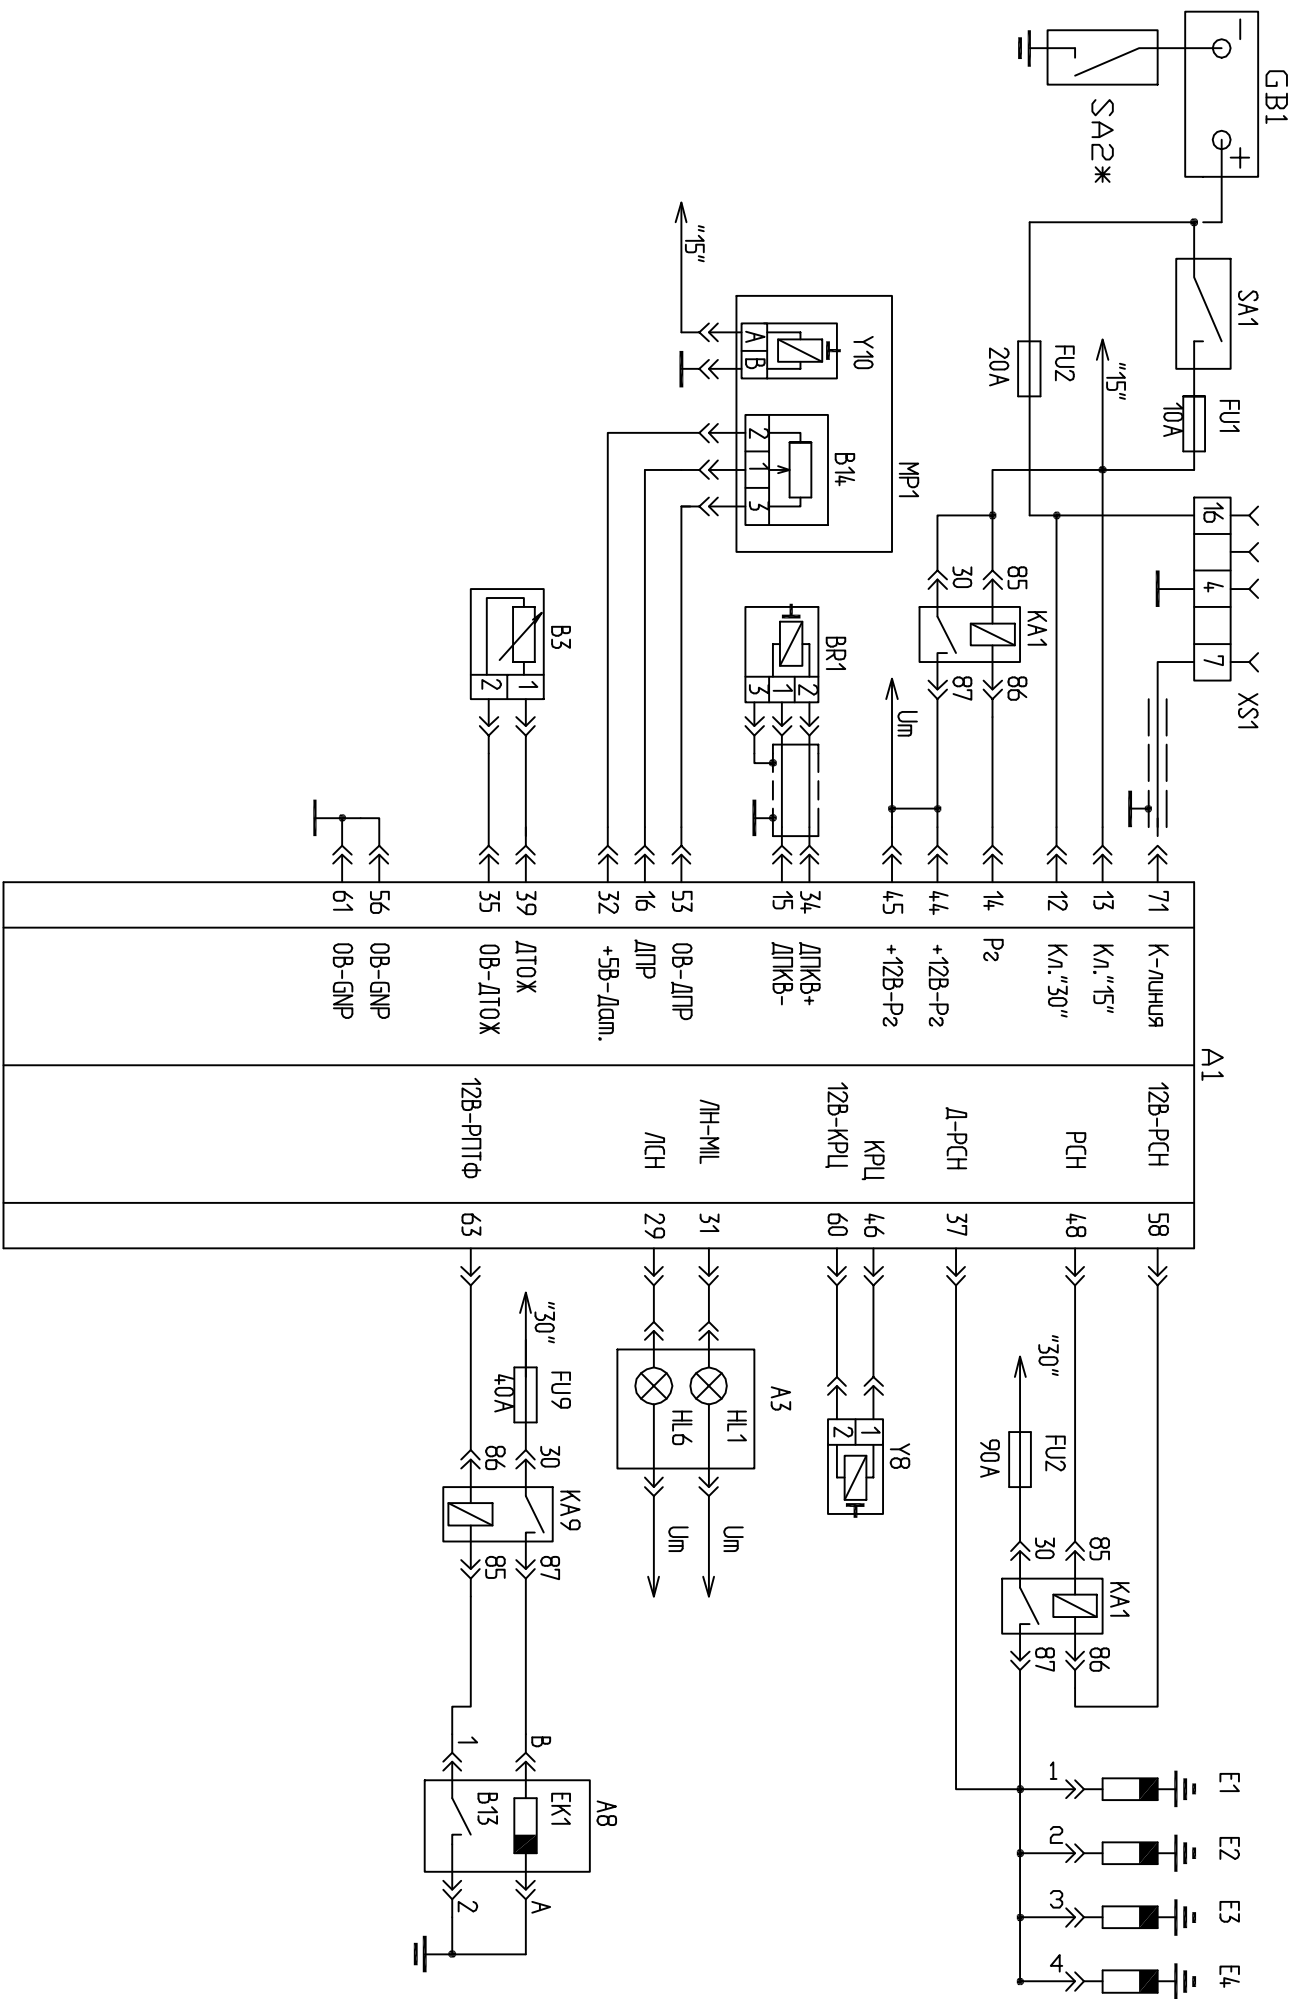 GB1
SA2*
−
+
SA1
FU1
10A
"15"
FU2
20A
XS1
16
4
7
KA1
85
30
86
87
Um
"15"
MP1
Y10
A
B
B14
2
1
3
BR1
2
1
3
B3
1
2
A1
71 К-линия
13 Кл."15"
12 Кл."30"
14 Рг
44 +12В-Рг
45 +12В-Рг
34 ДПКВ+
15 ДПКВ-
53 0В-ДПР
16 ДПР
32 +5В-Дат.
39 ДТОЖ
35 0В-ДТОЖ
56 0В-GNP
61 0В-GNP
12В-РСН 58
РСН 48
Д-РСН 37
КРЦ 46
12В-КРЦ 60
ЛН-MIL 31
ЛСН 29
12В-РПТФ 63
"30"
FU2
90A
KA1
85
30
86
87
E1
E2
E3
E4
1
2
3
4
Y8
1
2
A3
HL1
HL6
Um
Um
"30"
FU9
40A
KA9
30
86
87
85
A8
B
1
EK1
B13
A
2